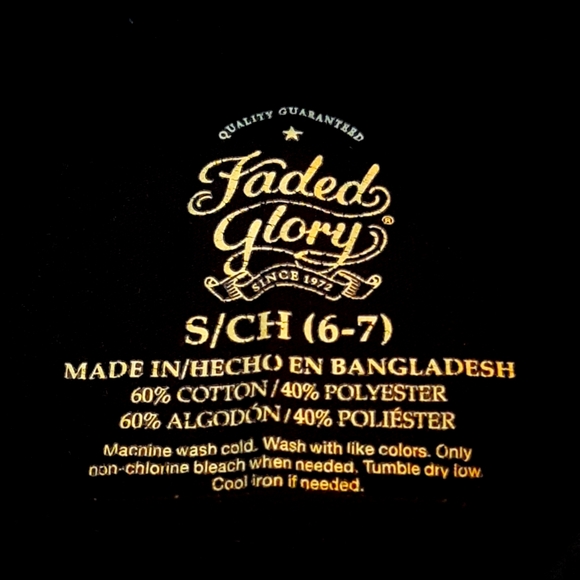 QUALITY GUARANTEED
Faded
Glory®
SINCE 1972
S/CH (6-7)
MADE IN/HECHO EN BANGLADESH
60% COTTON/40% POLYESTER
60% ALGODÓN/40% POLIÉSTER
Machine wash cold. Wash with like colors. Only
non-chlorine bleach when needed. Tumble dry low.
Cool iron if needed.